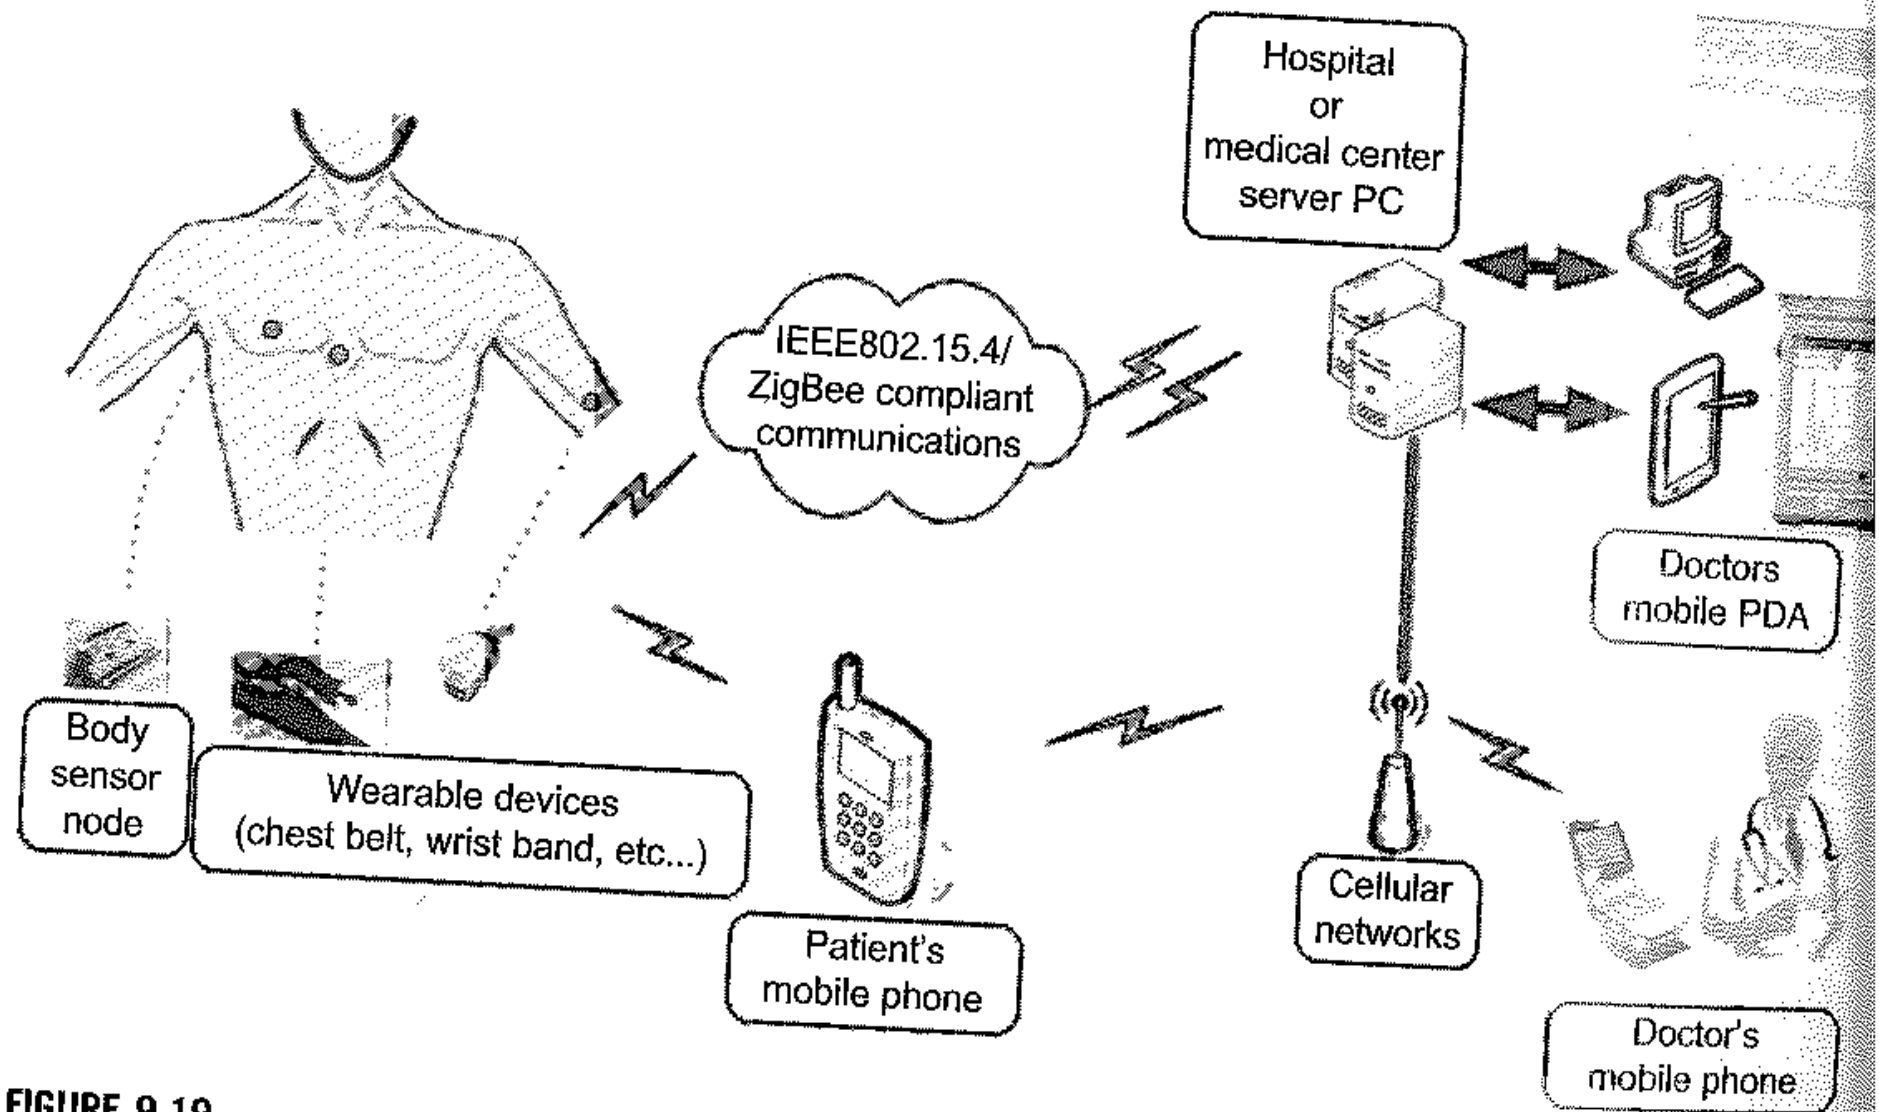 Hospital
or
medical center
server PC
IEEE802.15.4/
ZigBee compliant
communications
Doctors
mobile PDA
Body
sensor
node
Wearable devices
(chest belt, wrist band, etc...)
Patient's
mobile phone
Cellular
networks
Doctor's
mobile phone
FIGURE 9.19